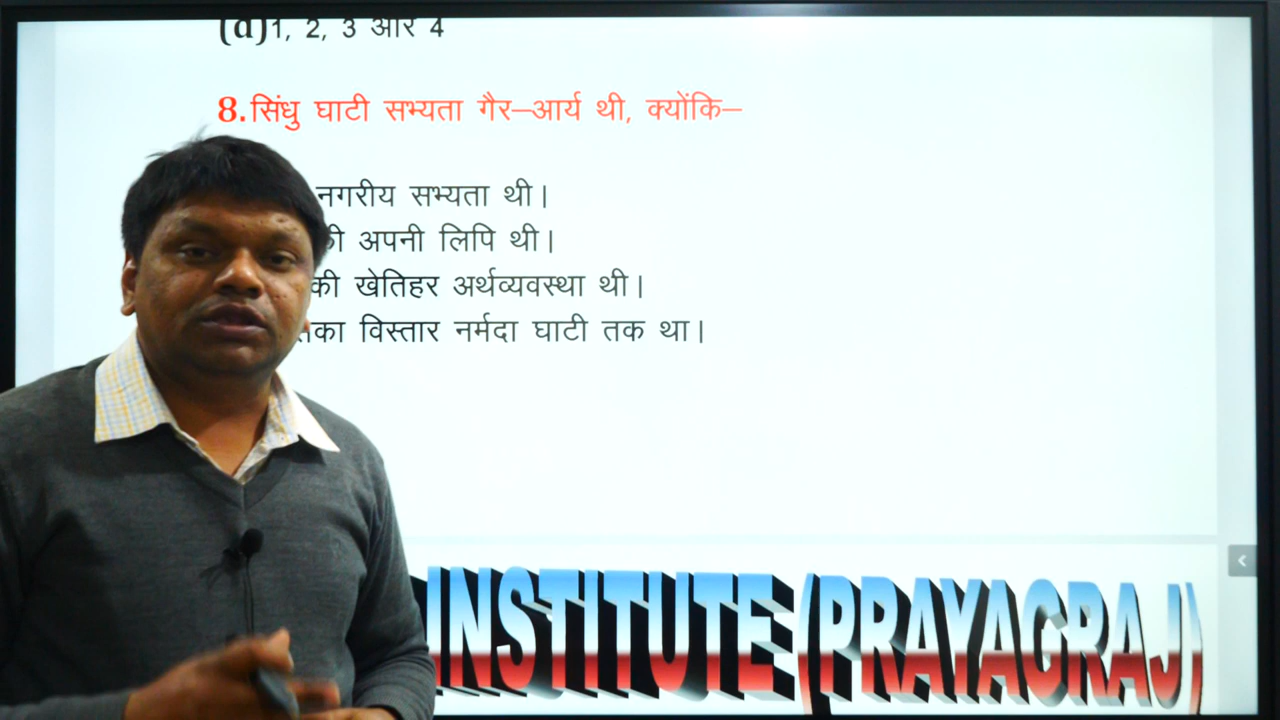 (d)1, 2, 3 और 4
8.सिंधु घाटी सभ्यता गैर–आर्य थी, क्योंकि–
नगरीय सभ्यता थी।
अपनी लिपि थी।
की खेतिहर अर्थव्यवस्था थी।
विस्तार नर्मदा घाटी तक था।
INSTITUTE (PRAYAGRAJ)